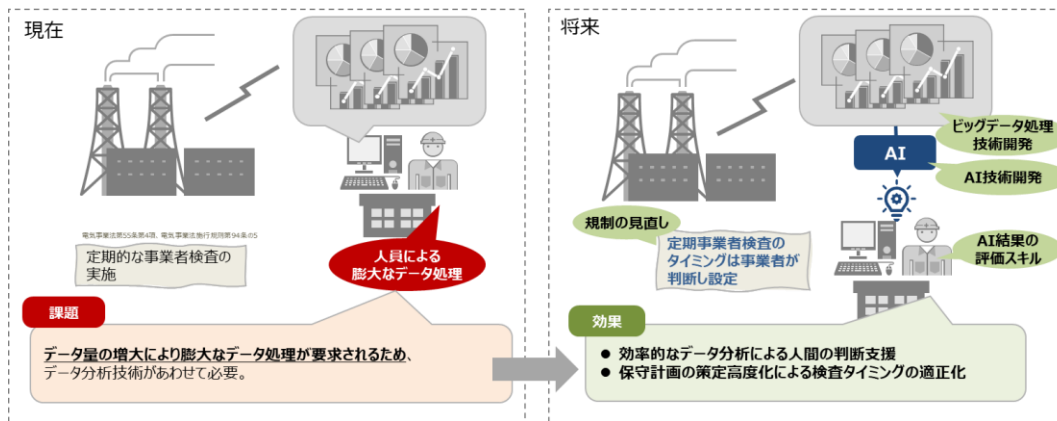 現在
電気事業法第55条第4項、電気事業法施行規則第94条の5
定期的な事業者検査の
実施
人員による
膨大なデータ処理
課題
データ量の増大により膨大なデータ処理が要求されるため、
データ分析技術があわせて必要。
将来
ビッグデータ処理
技術開発
AI
AI技術開発
規制の見直し
定期事業者検査の
タイミングは事業者が
判断し設定
AI結果の
評価スキル
効果
● 効率的なデータ分析による人間の判断支援
● 保守計画の策定高度化による検査タイミングの適正化